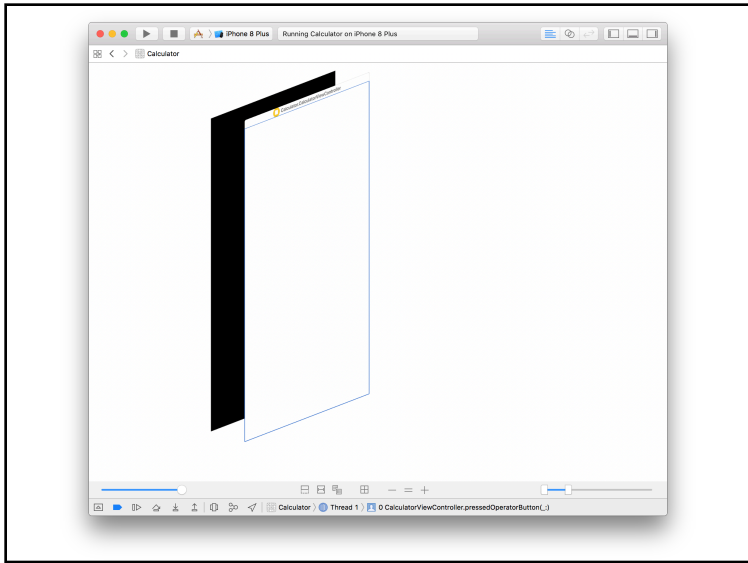 iPhone 8 Plus
Running Calculator on iPhone 8 Plus
Calculator
Calculator.CalculatorViewController
Calculator
Thread 1
0 CalculatorViewController.pressedOperatorButton(_:)